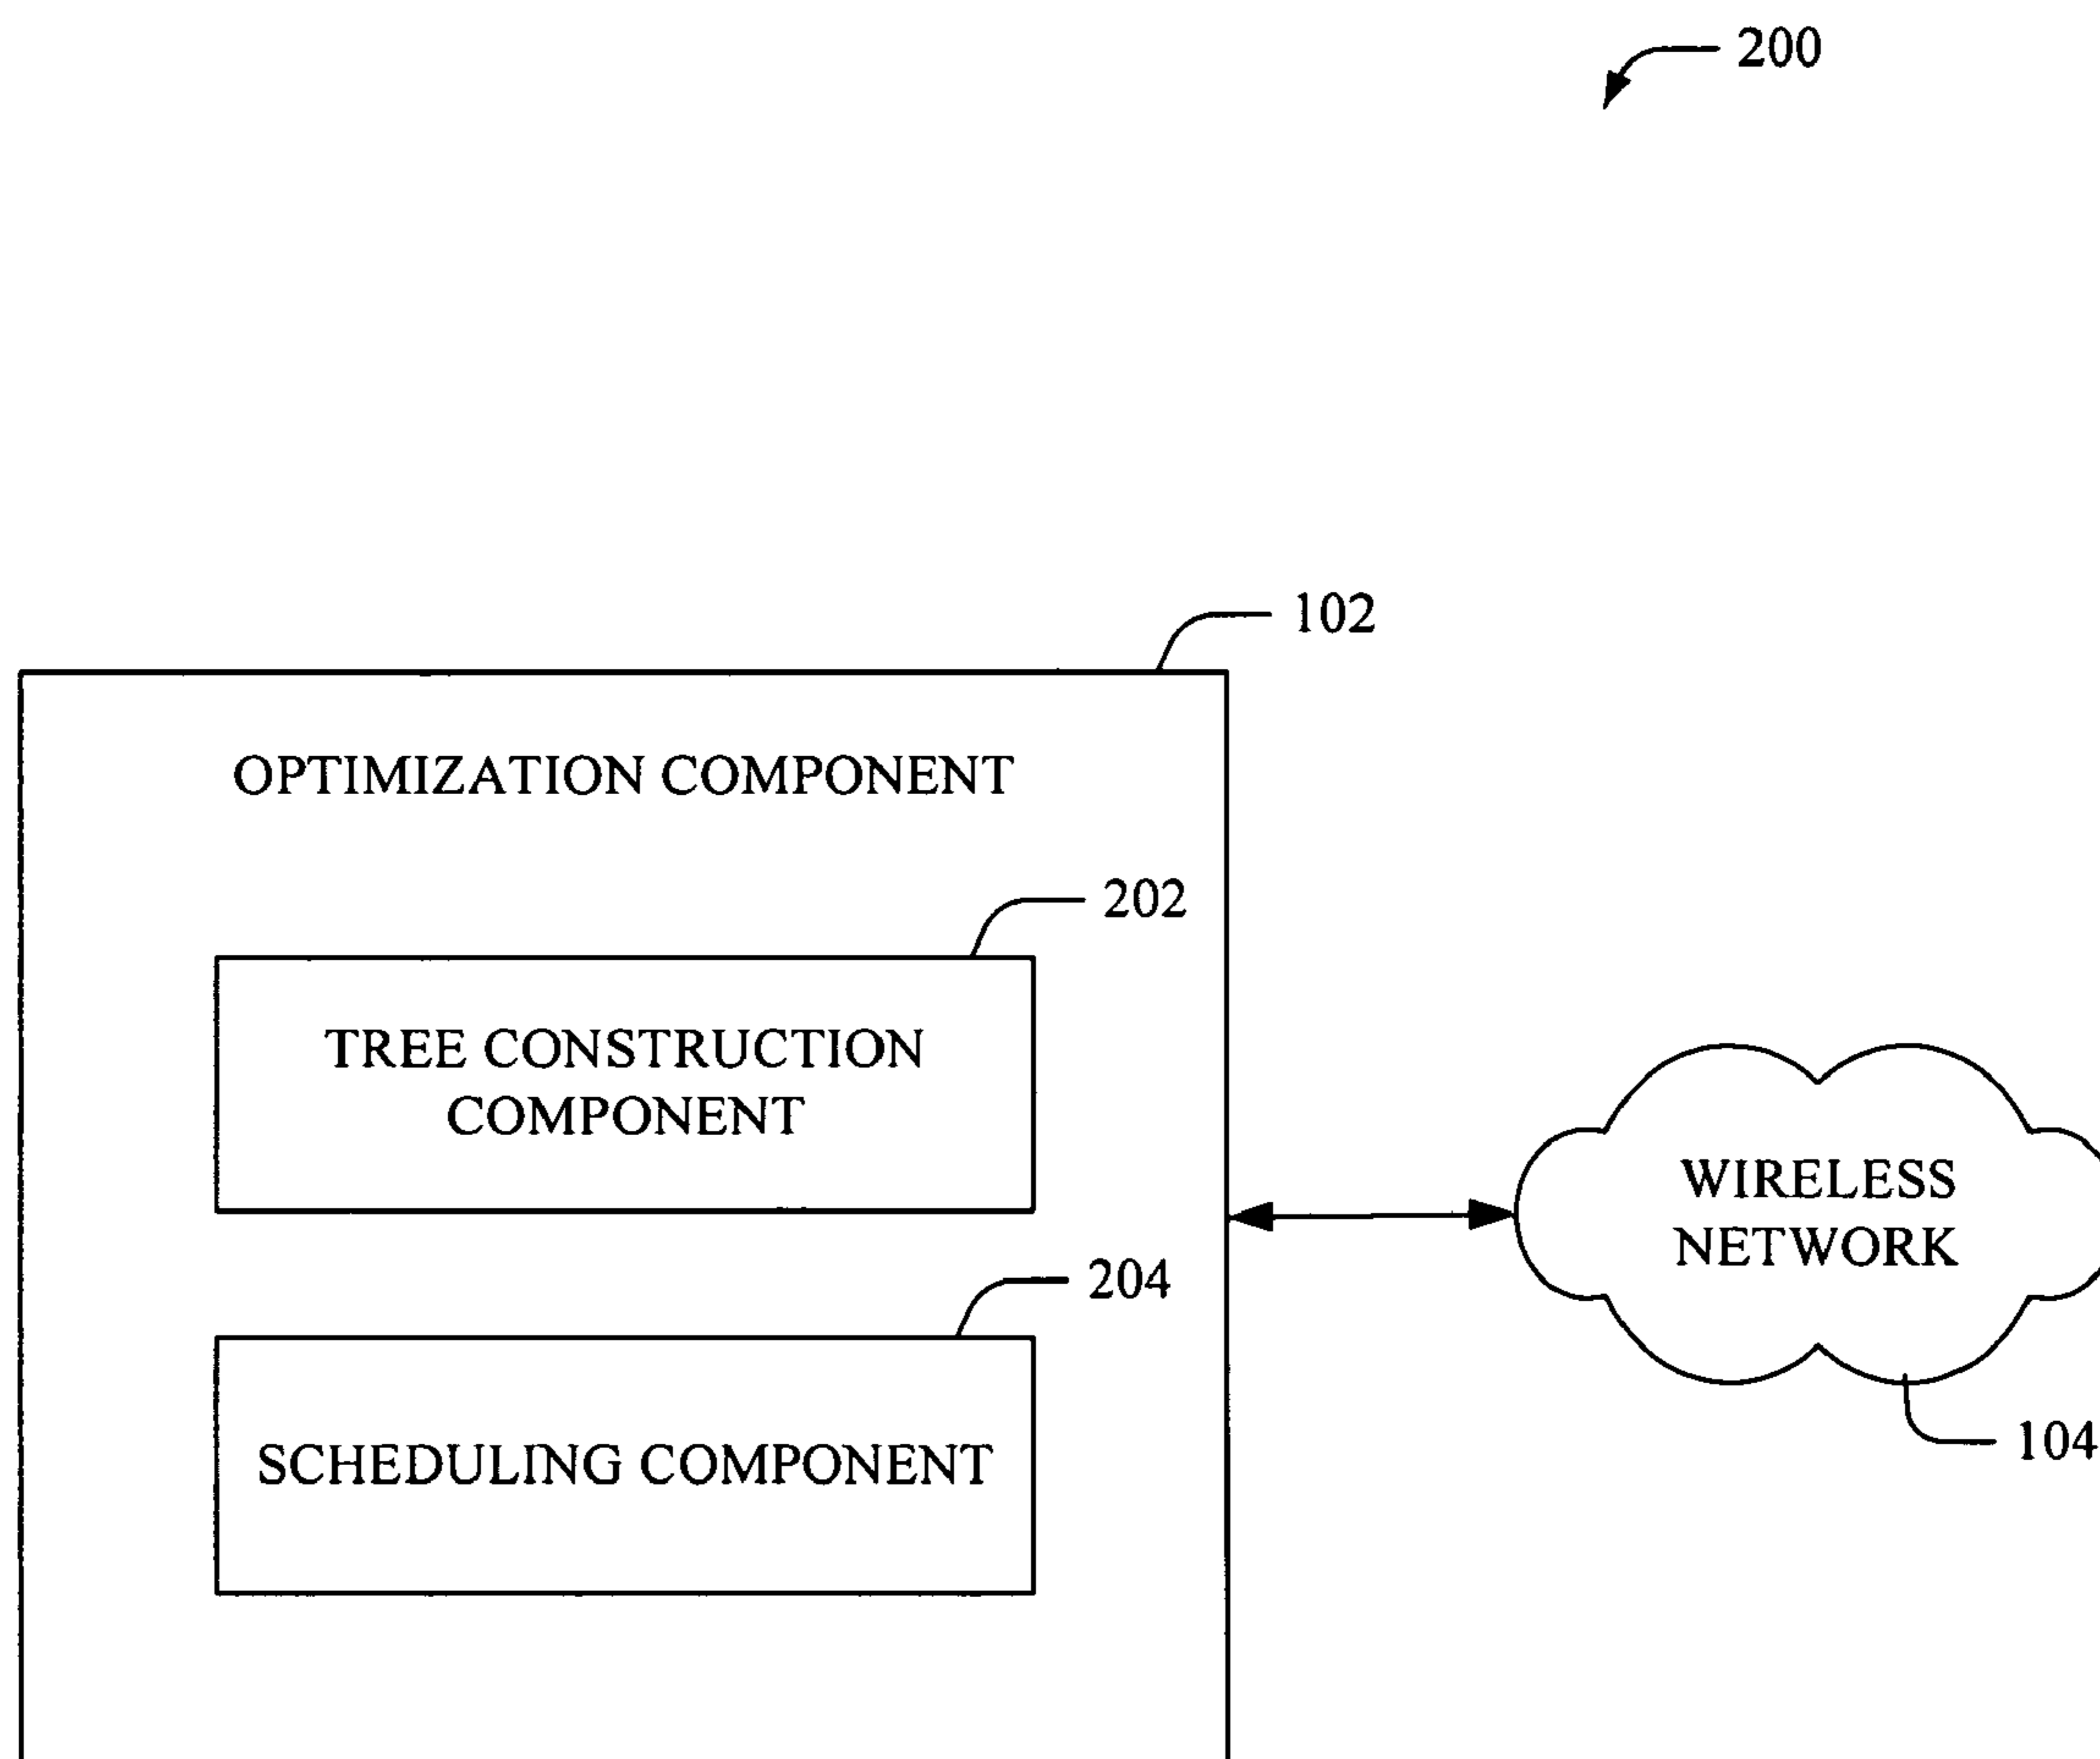 200
102
OPTIMIZATION COMPONENT
202
TREE CONSTRUCTION
COMPONENT
WIRELESS
NETWORK
204
104
SCHEDULING COMPONENT